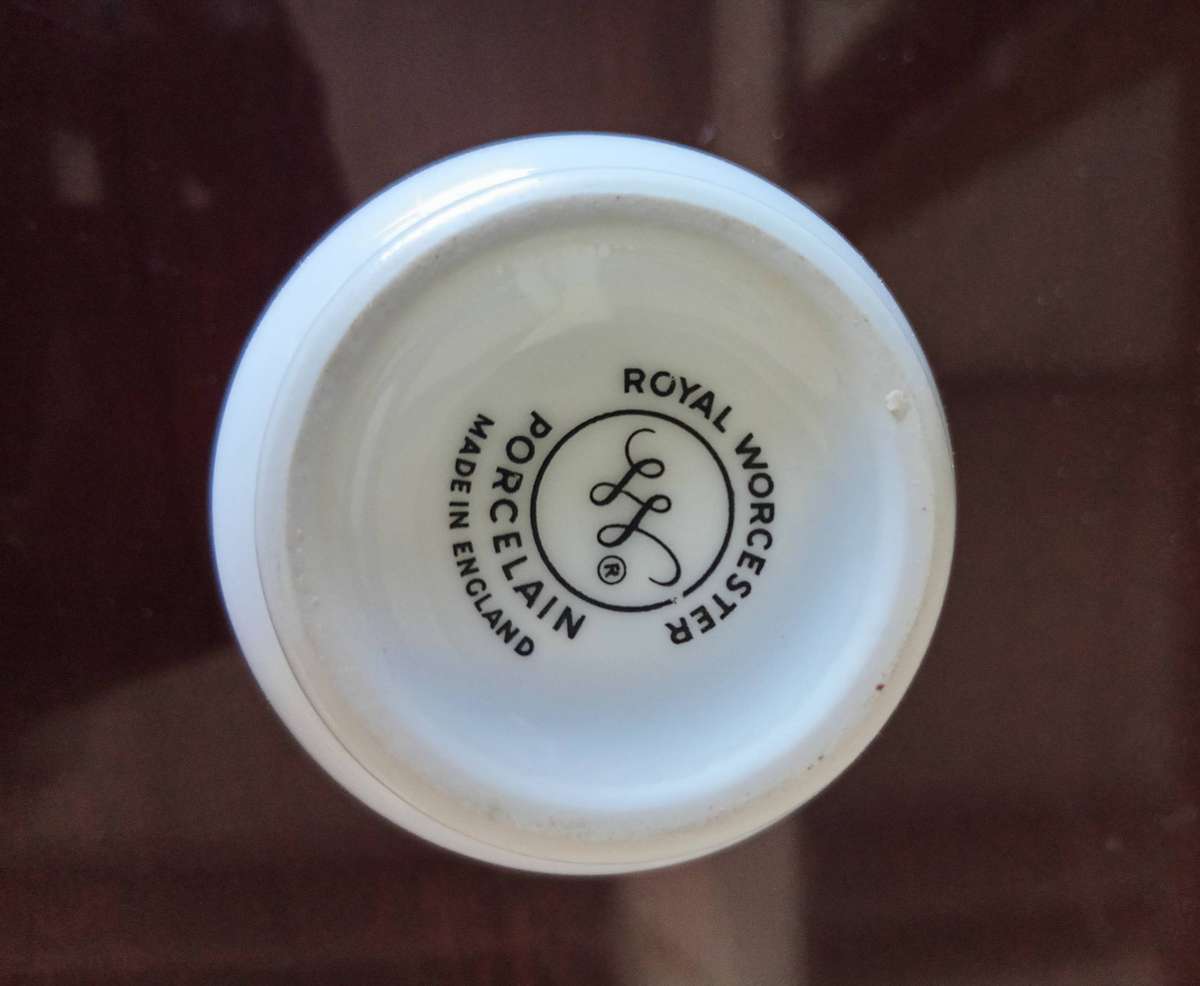 ROYAL WORCESTER
W
®
PORCELAIN
MADE IN ENGLAND